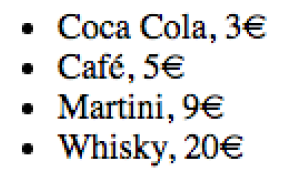 • Coca Cola, 3€
• Café, 5€
• Martini, 9€
• Whisky, 20€